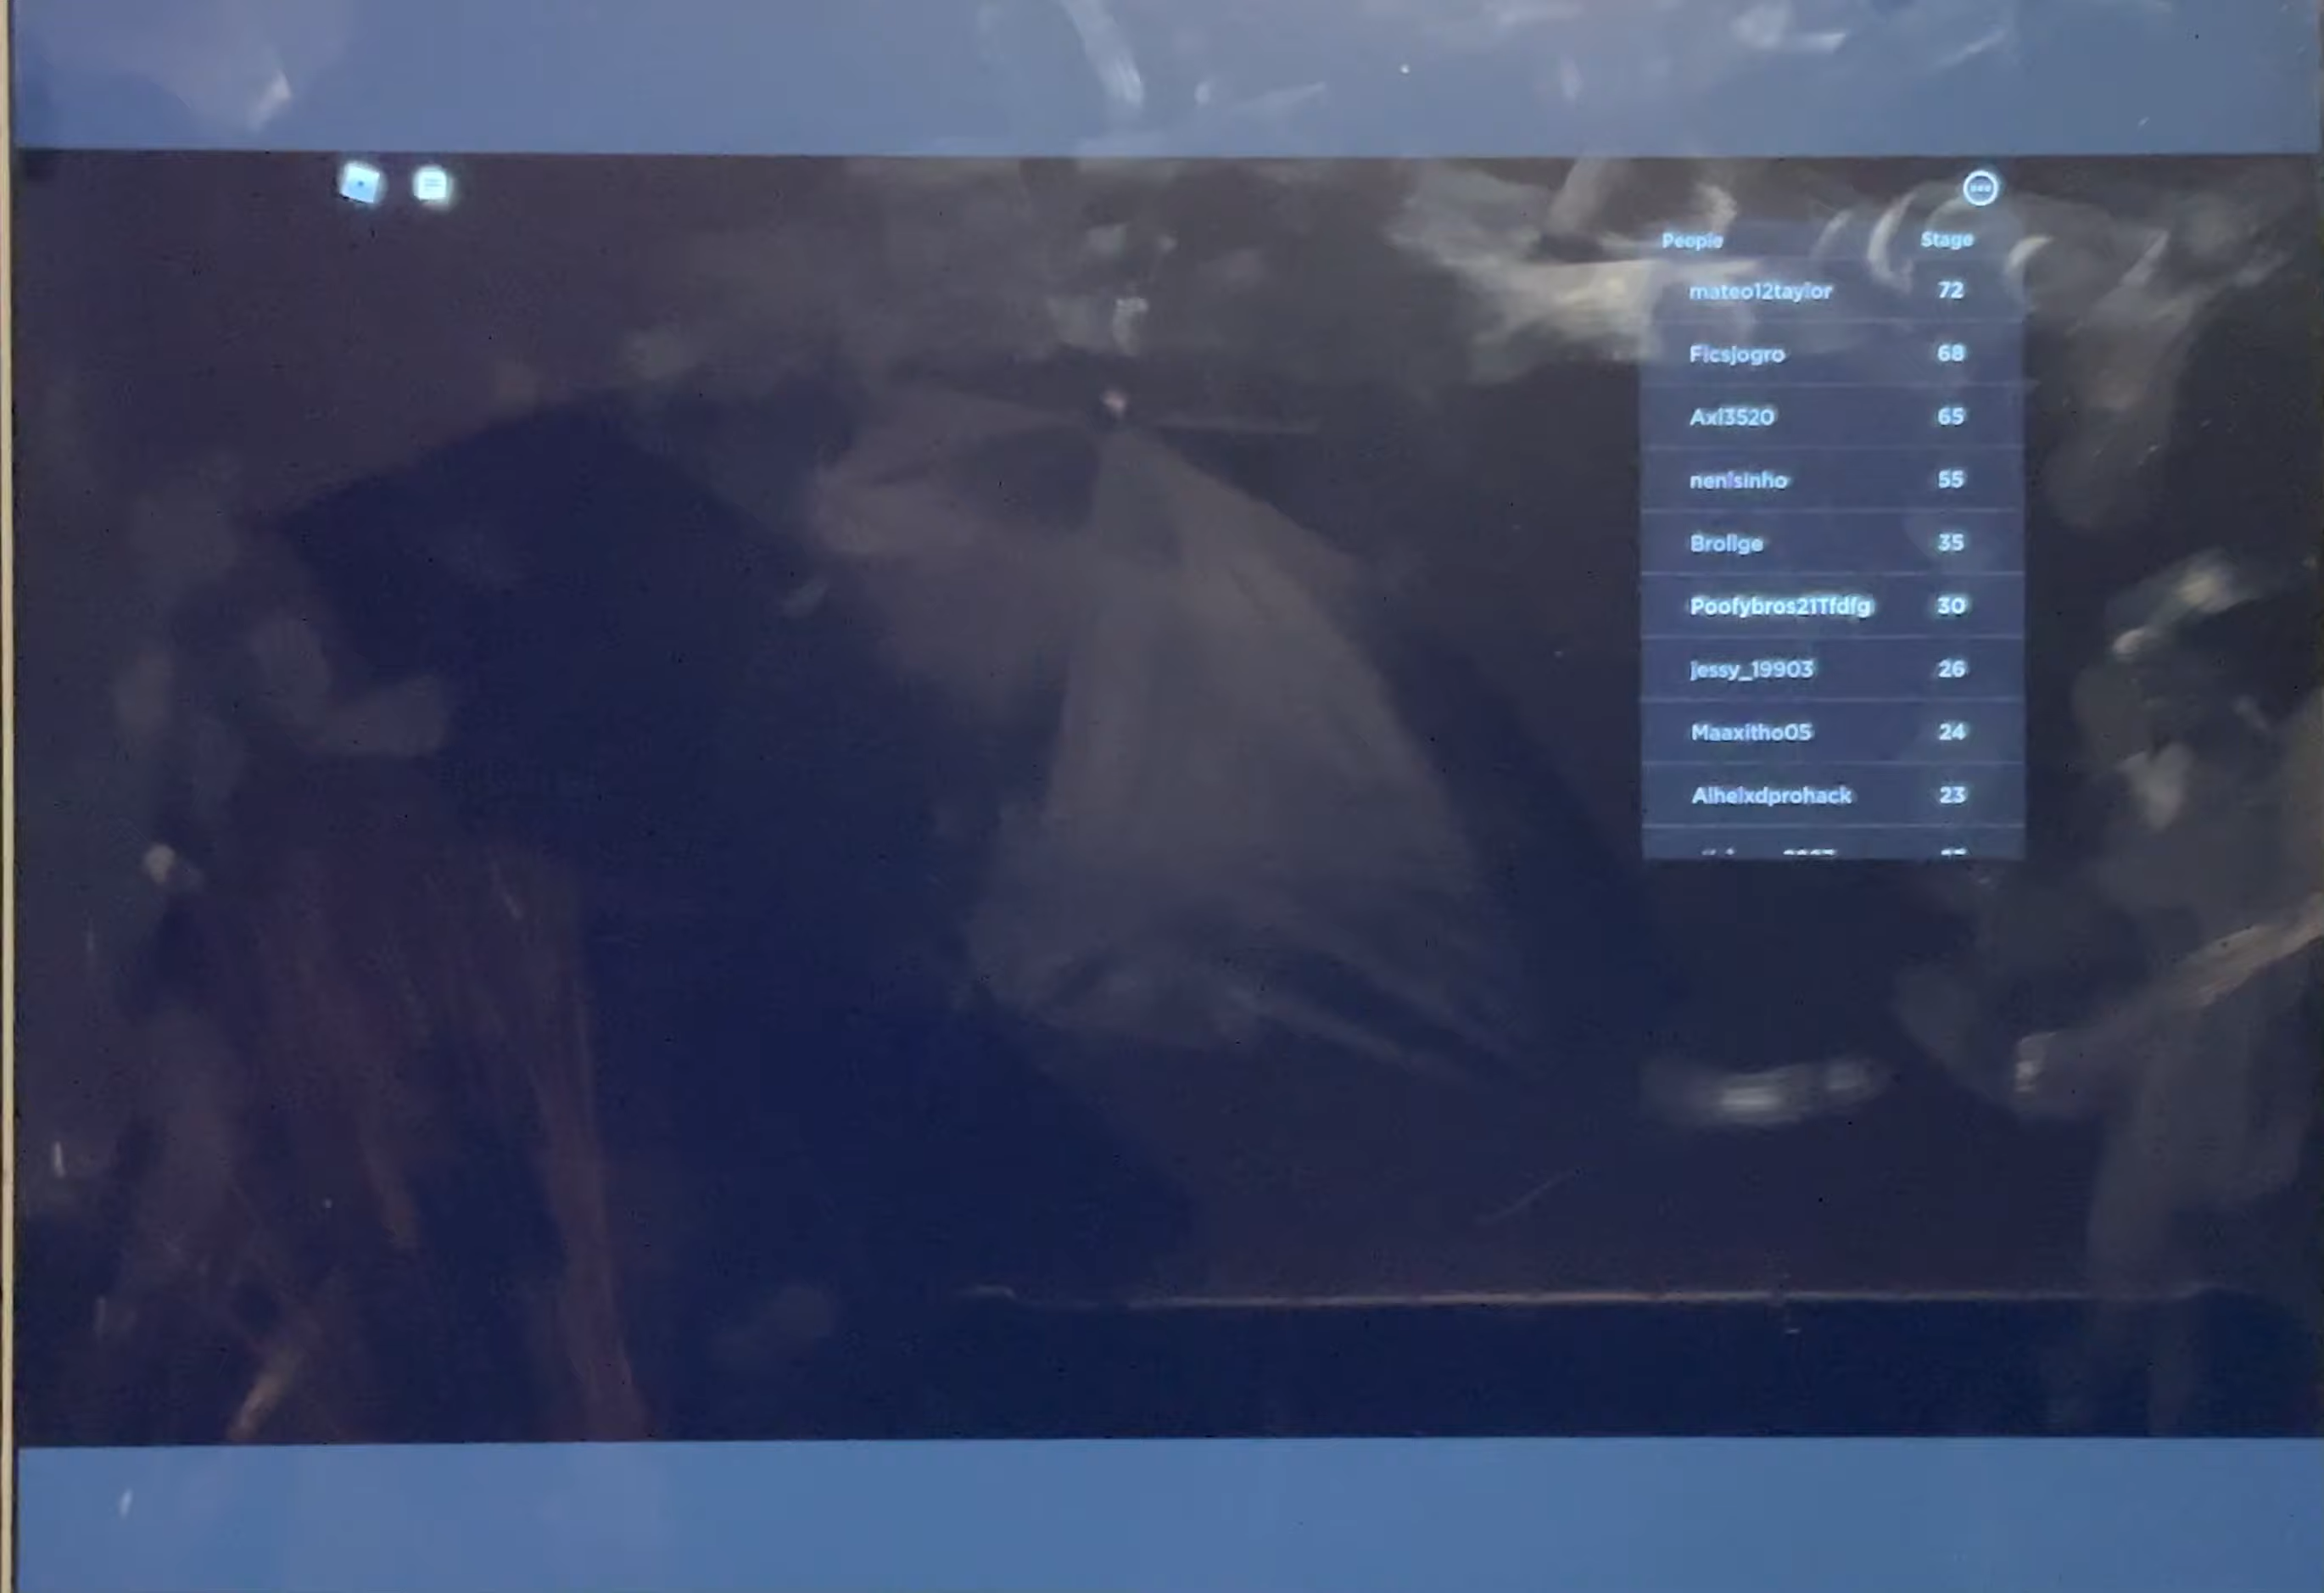 People Stage
mateo12taylor 72
Ficsjogro 68
Axl3520 65
nenisinho 55
Brollge 35
Poofybros21Tfdfg 30
jessy_19903 26
Maaxitho05 24
Alhelxdprohack 23